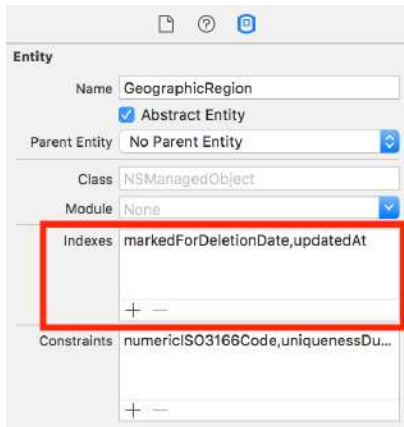 Entity
Name GeographicRegion
Abstract Entity
Parent Entity No Parent Entity
Class NSManagedObject
Module None
Indexes markedForDeletionDate,updatedAt
+ −
Constraints numericISO3166Code,uniquenessDu...
+ −